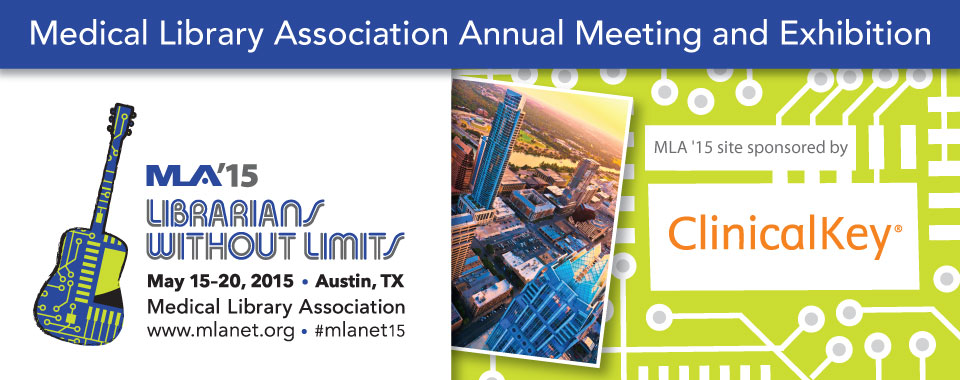 Medical Library Association Annual Meeting and Exhibition
MLA'15
LIBRARIANS
WITHOUT LIMITS
May 15–20, 2015 • Austin, TX
Medical Library Association
www.mlanet.org • #mlanet15
MLA '15 site sponsored by
ClinicalKey®